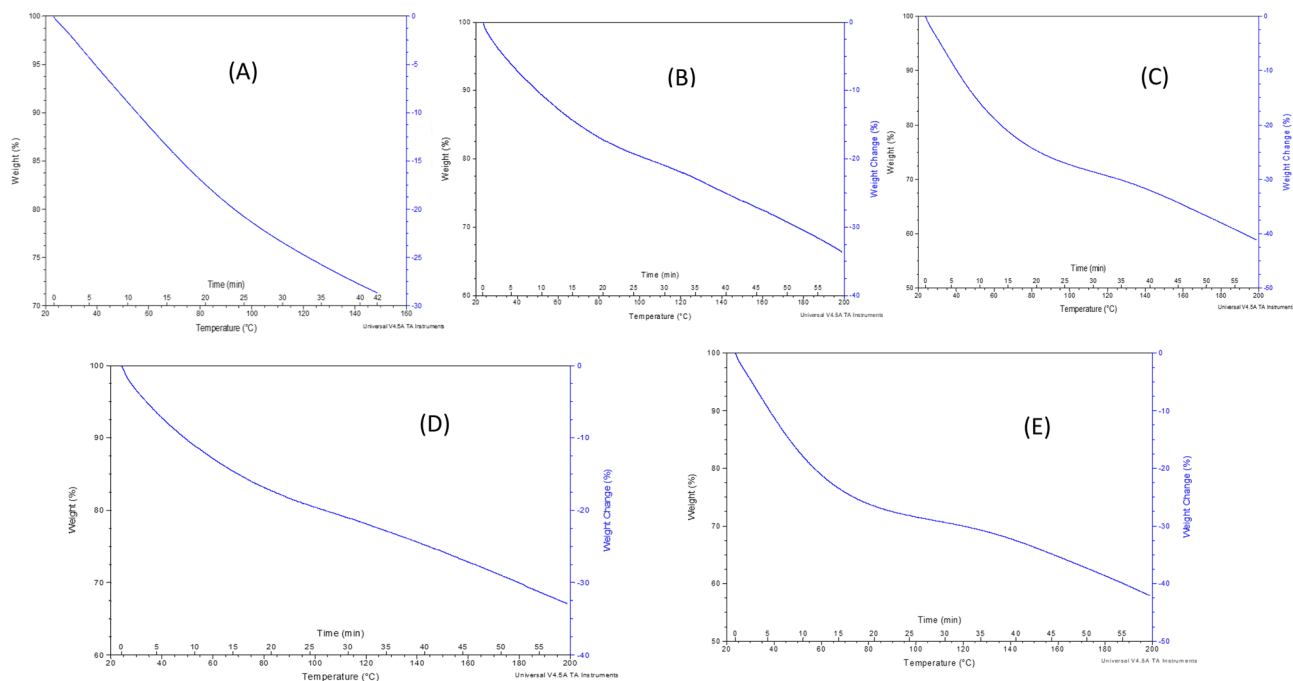 (A)
Weight (%)
100
95
90
85
80
75
70
0
-5
-10
-15
-20
-25
-30
Time (min)
0 5 10 15 20 25 30 35 40 42
20 40 60 80 100 120 140 160
Temperature (°C)
Universal V4.5A TA Instruments
(B)
Weight (%)
100
90
80
70
60
0
-10
-20
-30
-40
Weight Change (%)
Time (min)
0 5 10 15 20 25 30 35 40 45 50 55
20 40 60 80 100 120 140 160 180 200
Temperature (°C)
Universal V4.5A TA Instruments
(C)
Weight (%)
100
90
80
70
60
50
0
-10
-20
-30
-40
-50
Weight Change (%)
Time (min)
0 5 10 15 20 25 30 35 40 45 50 55
20 40 60 80 100 120 140 160 180 200
Temperature (°C)
Universal V4.5A TA Instruments
(D)
Weight (%)
100
90
80
70
60
0
-10
-20
-30
-40
Weight Change (%)
Time (min)
0 5 10 15 20 25 30 35 40 45 50 55
20 40 60 80 100 120 140 160 180 200
Temperature (°C)
Universal V4.5A TA Instruments
(E)
Weight (%)
100
90
80
70
60
50
0
-10
-20
-30
-40
-50
Weight Change (%)
Time (min)
0 5 10 15 20 25 30 35 40 45 50 55
20 40 60 80 100 120 140 160 180 200
Temperature (°C)
Universal V4.5A TA Instruments